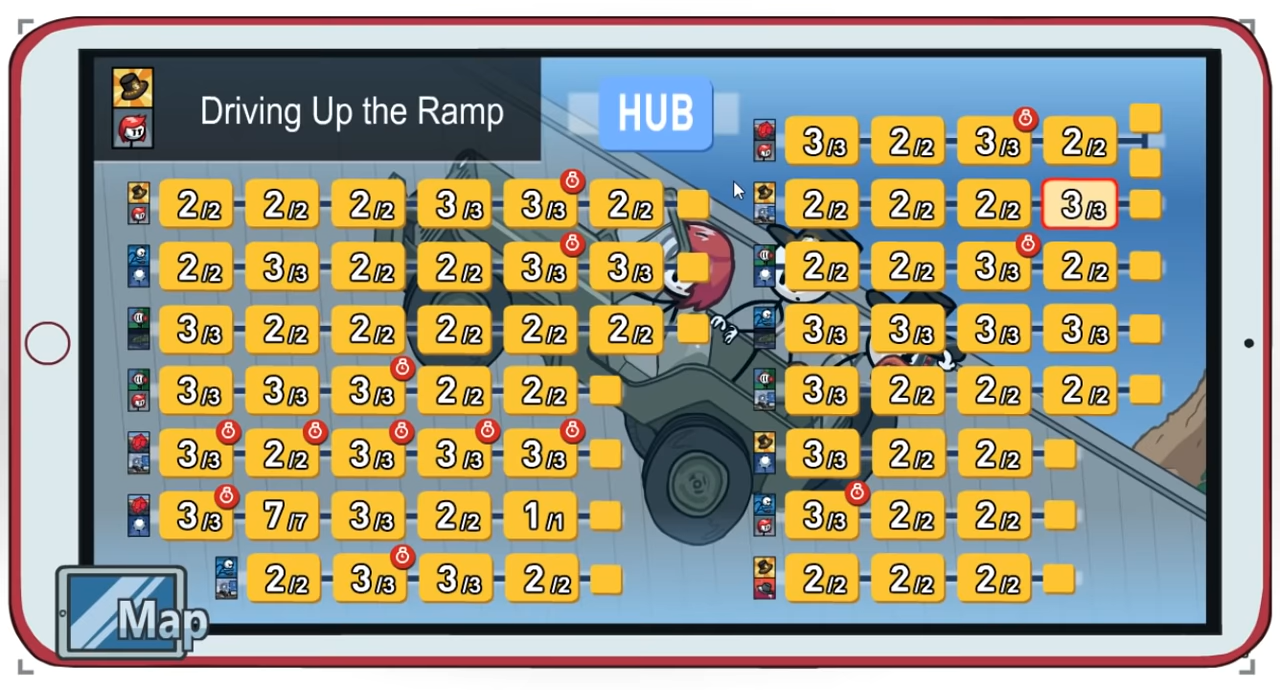 Driving Up the Ramp
HUB
3/3 2/2 3/3 2/2
2/2 2/2 2/2 3/3 3/3 2/2
2/2 2/2 2/2 3/3
2/2 3/3 2/2 2/2 3/3 3/3
2/2 2/2 3/3 2/2
3/3 2/2 2/2 2/2 2/2 2/2
3/3 3/3 3/3 3/3
3/3 3/3 3/3 2/2 2/2
3/3 2/2 2/2 2/2
3/3 2/2 3/3 3/3 3/3
3/3 2/2 2/2
3/3 7/7 3/3 2/2 1/1
3/3 2/2 2/2
2/2 3/3 3/3 2/2
2/2 2/2 2/2
Map